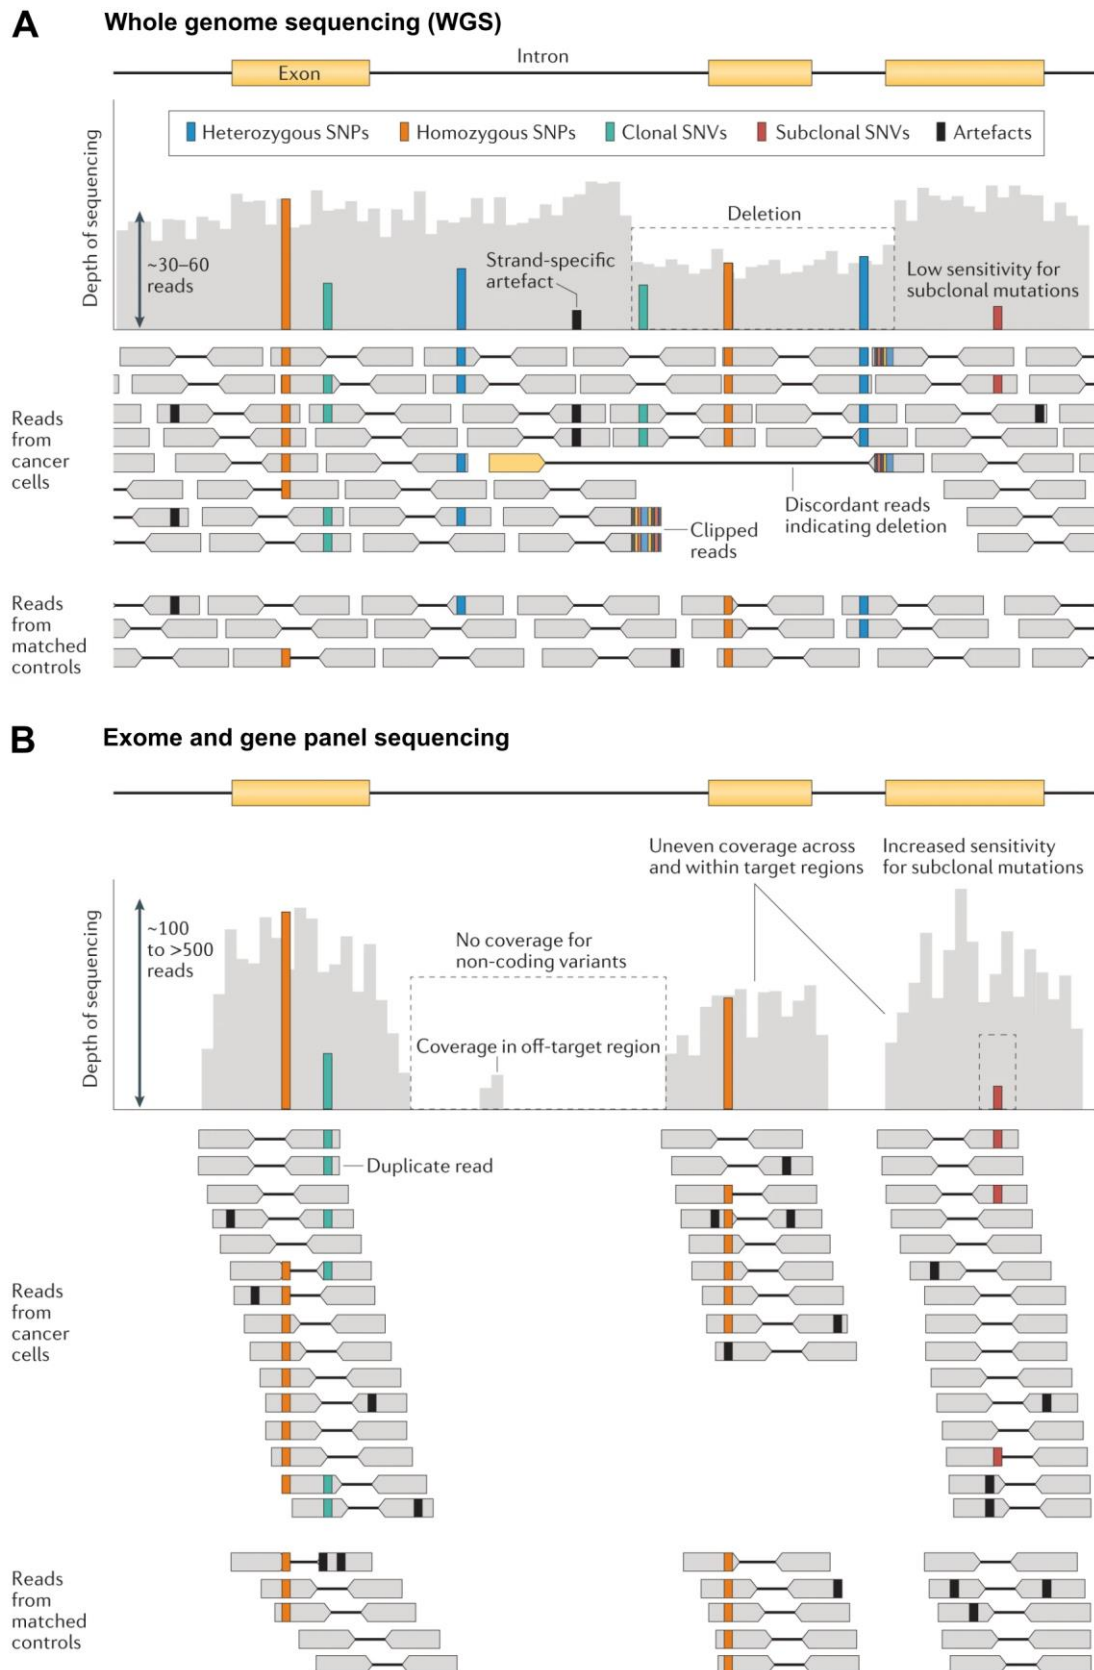 A
Whole genome sequencing (WGS)
Intron
Exon
Heterozygous SNPs
Homozygous SNPs
Clonal SNVs
Subclonal SNVs
Artefacts
Depth of sequencing
~30–60
reads
Strand-specific
artefact
Deletion
Low sensitivity for
subclonal mutations
Reads
from
cancer
cells
Discordant reads
indicating deletion
Clipped
reads
Reads
from
matched
controls
B
Exome and gene panel sequencing
Uneven coverage across
and within target regions
Increased sensitivity
for subclonal mutations
Depth of sequencing
~100
to >500
reads
No coverage for
non-coding variants
Coverage in off-target region
Duplicate read
Reads
from
cancer
cells
Reads
from
matched
controls